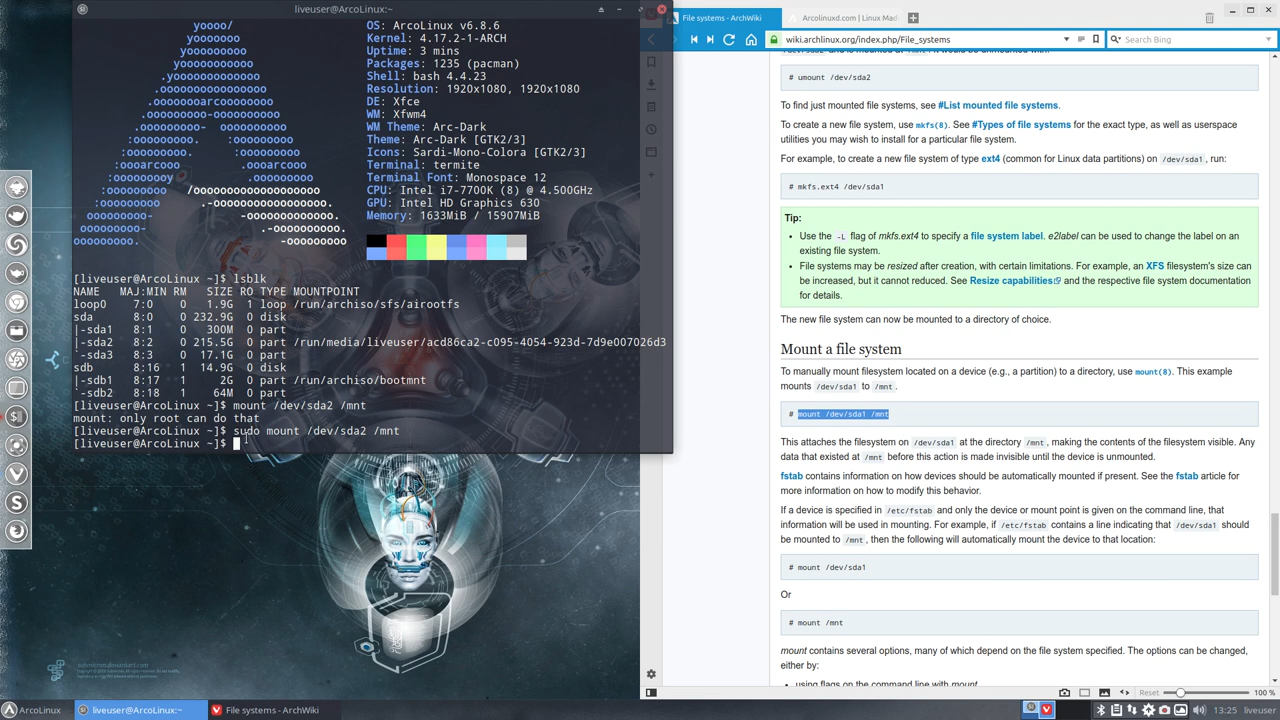 liveuser@ArcoLinux:~
OS: ArcoLinux v6.8.6
Kernel: 4.17.2-1-ARCH
Uptime: 3 mins
Packages: 1104
Shell: bash 4.4.23
Resolution: 1920x1080, 1920x1080
DE: Xfce
WM: Xfwm4
WM Theme: Arc-Dark
Theme: Arc-Dark [GTK2/3]
Icons: Sardi-Mono-Colora [GTK2/3]
Terminal: termite
Terminal Font: Monospace 12
CPU: Intel i7-7700K (8) @ 4.500GHz
GPU: Intel HD Graphics 630
Memory: 1633MiB / 15907MiB
[liveuser@ArcoLinux ~]$ lsblk
NAME MAJ:MIN RM SIZE RO TYPE MOUNTPOINT
loop0 7:0 0 1.9G 1 loop /run/archiso/sfs/airootfs
sda 8:0 0 232.9G 0 disk
|-sda1 8:1 0 300M 0 part
|-sda2 8:2 0 215.5G 0 part /run/media/liveuser/acd86ca2-c095-4054-923d-7d9e007026d3
`-sda3 8:3 0 17.1G 0 part
sdb 8:16 1 14.9G 0 disk
|-sdb1 8:17 1 2G 0 part /run/archiso/bootmnt
`-sdb2 8:18 1 64M 0 part
[liveuser@ArcoLinux ~]$ mount /dev/sda2 /mnt
mount: only root can do that
[liveuser@ArcoLinux ~]$ sudo mount /dev/sda2 /mnt
[liveuser@ArcoLinux ~]$
File systems - ArchWiki
Arcolinuxd.com | Linux Mad
wiki.archlinux.org/index.php/File_systems
Search Bing
# umount /dev/sda2
To find just mounted file systems, see #List mounted file systems.
To create a new file system, use mkfs(8). See #Types of file systems for the exact type, as well as userspace
utilities you may wish to install for a particular file system.
For example, to create a new file system of type ext4 (common for Linux data partitions) on /dev/sda1, run:
# mkfs.ext4 /dev/sda1
Tip:
• Use the -L flag of mkfs.ext4 to specify a file system label. e2label can be used to change the label on an
existing file system.
• File systems may be resized after creation, with certain limitations. For example, an XFS filesystem's size can
be increased, but it cannot reduced. See Resize capabilities and the respective file system documentation
for details.
The new file system can now be mounted to a directory of choice.
Mount a file system
To manually mount filesystem located on a device (e.g., a partition) to a directory, use mount(8). This example
mounts /dev/sda1 to /mnt.
# mount /dev/sda1 /mnt
This attaches the filesystem on /dev/sda1 at the directory /mnt, making the contents of the filesystem visible. Any
data that existed at /mnt before this action is made invisible until the device is unmounted.
fstab contains information on how devices should be automatically mounted if present. See the fstab article for
more information on how to modify this behavior.
If a device is specified in /etc/fstab and only the device or mount point is given on the command line, that
information will be used in mounting. For example, if /etc/fstab contains a line indicating that /dev/sda1 should
be mounted to /mnt, then the following will automatically mount the device to that location:
# mount /dev/sda1
Or
# mount /mnt
mount contains several options, many of which depend on the file system specified. The options can be changed,
either by:
• using flags on the command line with mount
Reset
100 %
ArcoLinux
liveuser@ArcoLinux:~
File systems - ArchWiki
13:25
liveuser